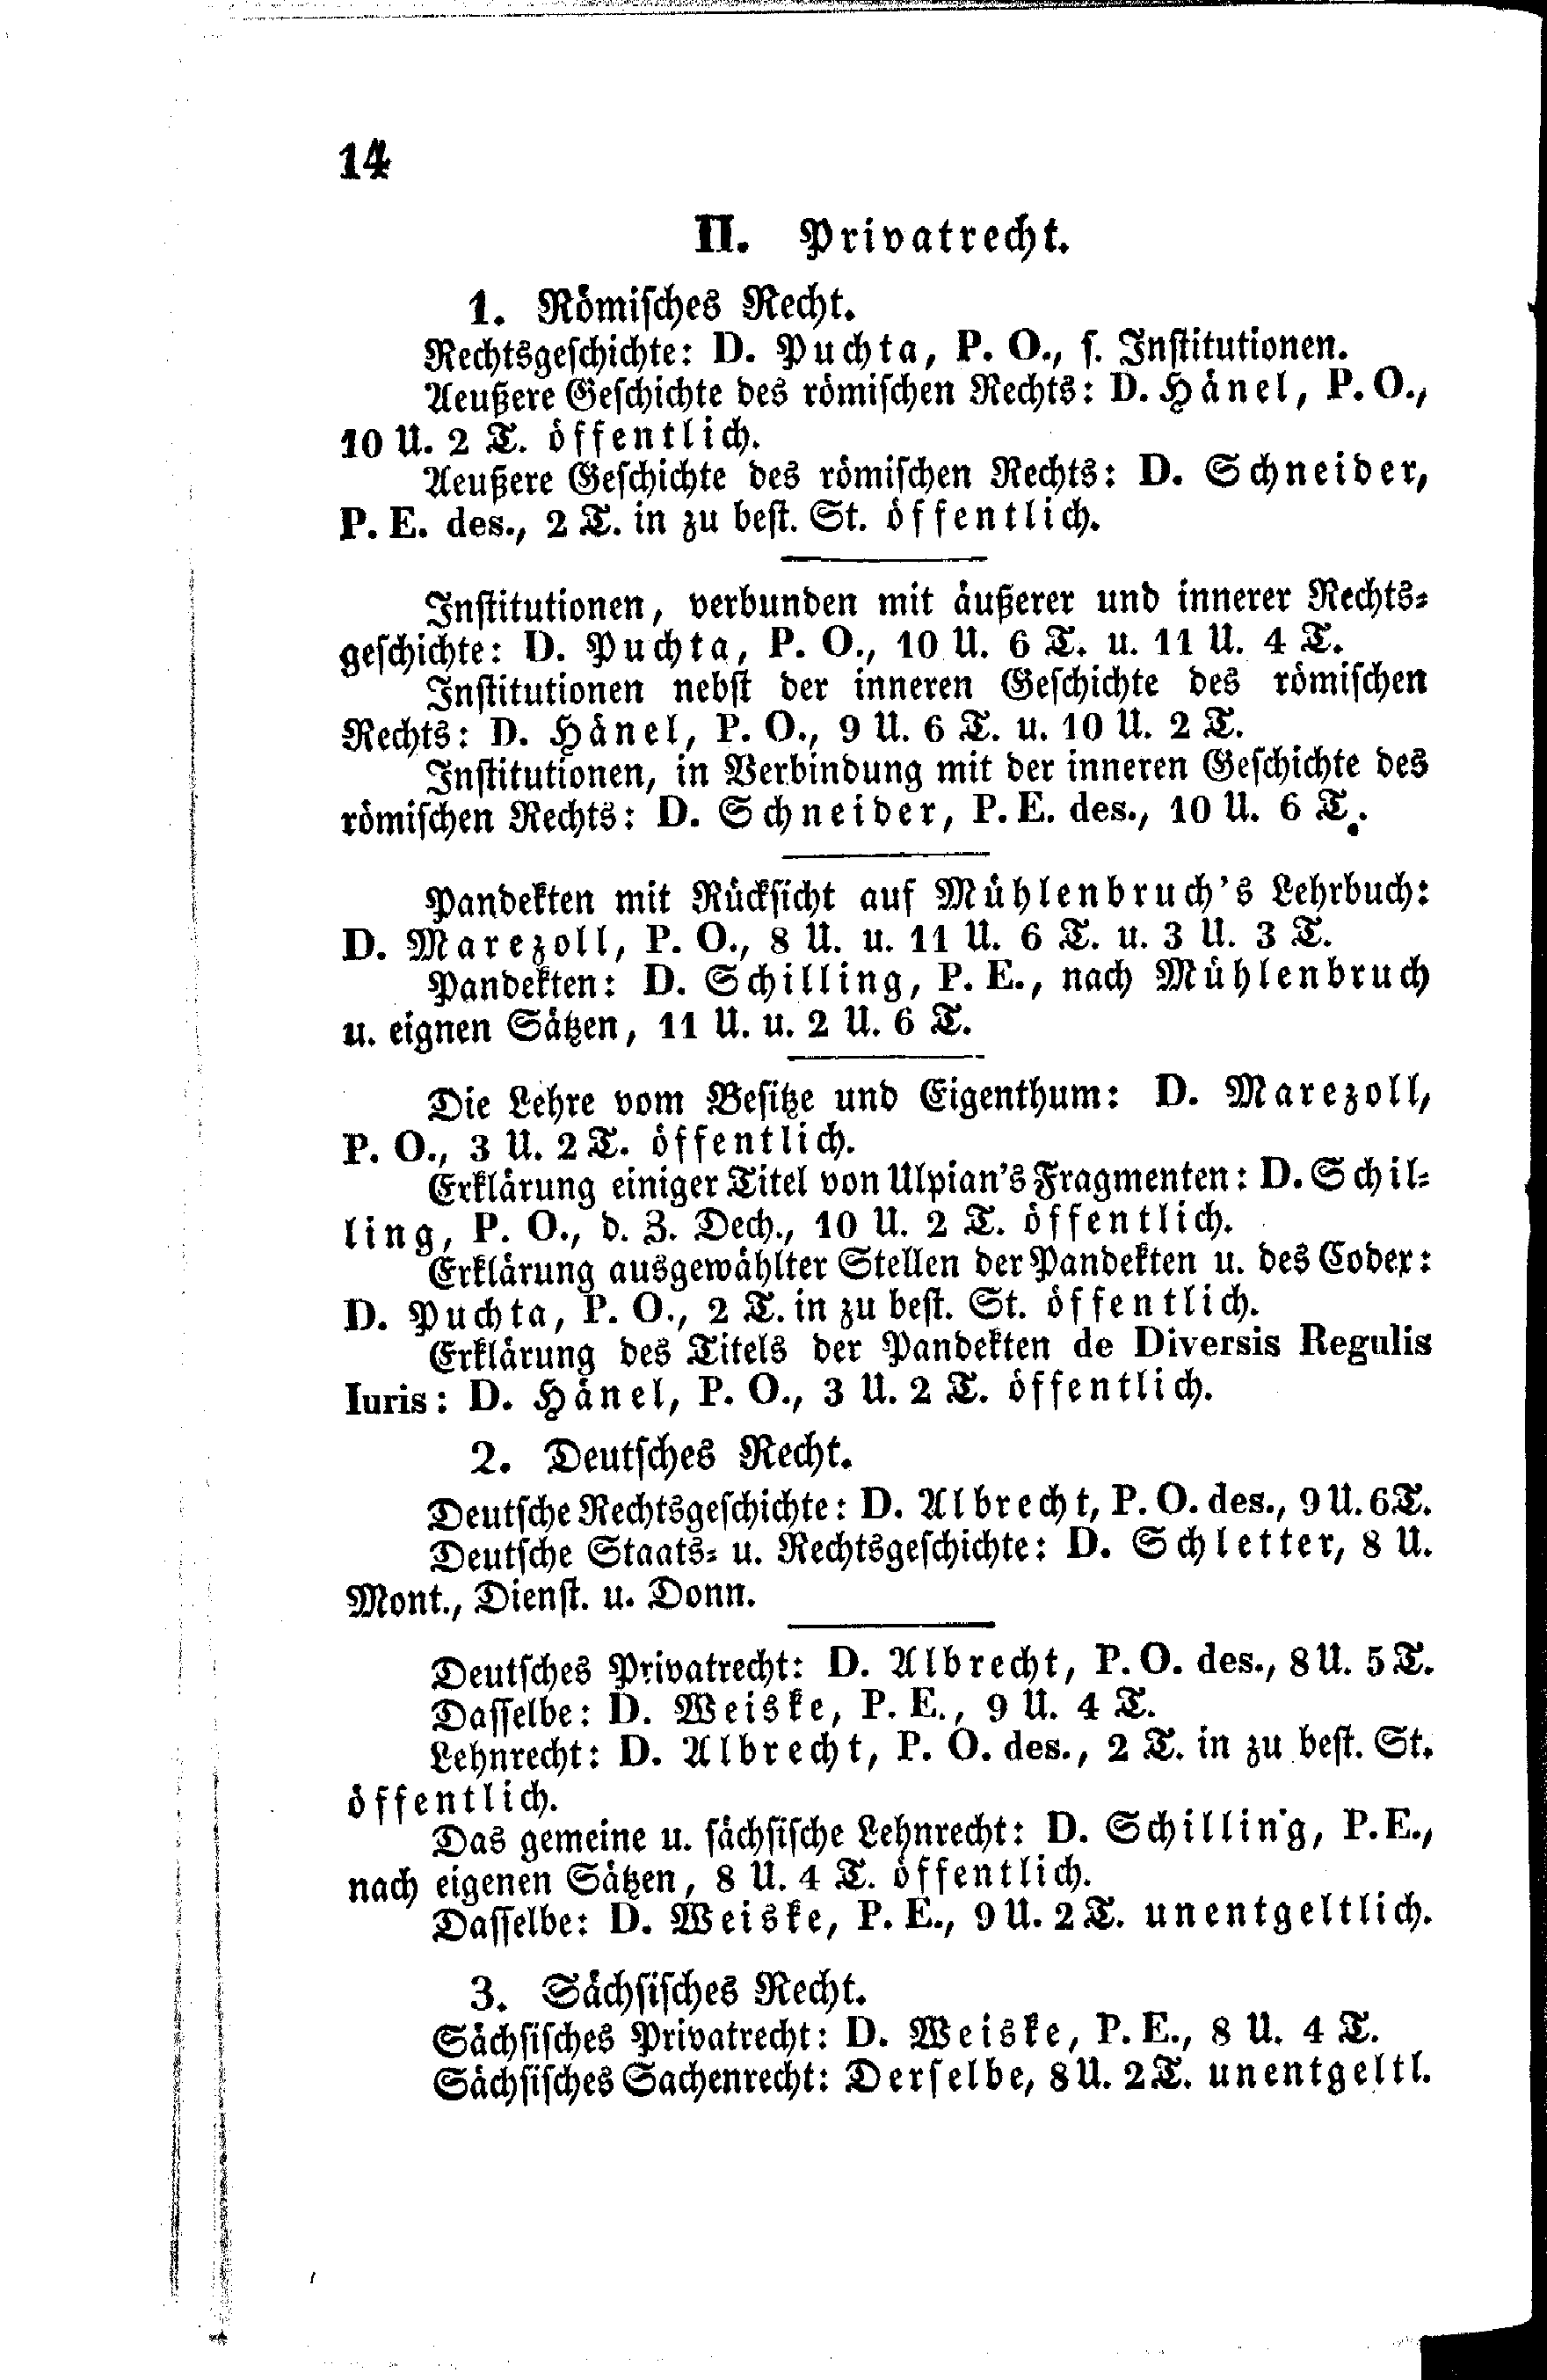 14
II. Privatrecht.
1. Römisches Recht.
Rechtsgeschichte: D. Puchta, P. O., s. Institutionen.
Aeußere Geschichte des römischen Rechts: D. Hänel, P. O.,
10 U. 2 T. öffentlich.
Aeußere Geschichte des römischen Rechts: D. Schneider,
P. E. des., 2 T. in zu best. St. öffentlich.
Institutionen, verbunden mit äußerer und innerer Rechts-
geschichte: D. Puchta, P. O., 10 U. 6 T. u. 11 U. 4 T.
Institutionen nebst der inneren Geschichte des römischen
Rechts: D. Hänel, P. O., 9 U. 6 T. u. 10 U. 2 T.
Institutionen, in Verbindung mit der inneren Geschichte des
römischen Rechts: D. Schneider, P. E. des., 10 U. 6 T.
Pandekten mit Rücksicht auf Mühlenbruch's Lehrbuch:
D. Marezoll, P. O., 8 U. u. 11 U. 6 T. u. 3 U. 3 T.
Pandekten: D. Schilling, P. E., nach Mühlenbruch
u. eignen Sätzen, 11 U. u. 2 U. 6 T.
Die Lehre vom Besitze und Eigenthum: D. Marezoll,
P. O., 3 U. 2 T. öffentlich.
Erklärung einiger Titel von Ulpian's Fragmenten: D. Schil-
ling, P. O., d. Z. Dech., 10 U. 2 T. öffentlich.
Erklärung ausgewählter Stellen der Pandekten u. des Codex:
D. Puchta, P. O., 2 T. in zu best. St. öffentlich.
Erklärung des Titels der Pandekten de Diversis Regulis
Iuris: D. Hänel, P. O., 3 U. 2 T. öffentlich.
2. Deutsches Recht.
Deutsche Rechtsgeschichte: D. Albrecht, P. O. des., 9 U. 6 T.
Deutsche Staats- u. Rechtsgeschichte: D. Schletter, 8 U.
Mont., Dienst. u. Donn.
Deutsches Privatrecht: D. Albrecht, P. O. des., 8 U. 5 T.
Dasselbe: D. Weiske, P. E., 9 U. 4 T.
Lehnrecht: D. Albrecht, P. O. des., 2 T. in zu best. St.
öffentlich.
Das gemeine u. sächsische Lehnrecht: D. Schilling, P. E.,
nach eigenen Sätzen, 8 U. 4 T. öffentlich.
Dasselbe: D. Weiske, P. E., 9 U. 2 T. unentgeltlich.
3. Sächsisches Recht.
Sächsisches Privatrecht: D. Weiske, P. E., 8 U. 4 T.
Sächsisches Sachenrecht: Derselbe, 8 U. 2 T. unentgeltl.